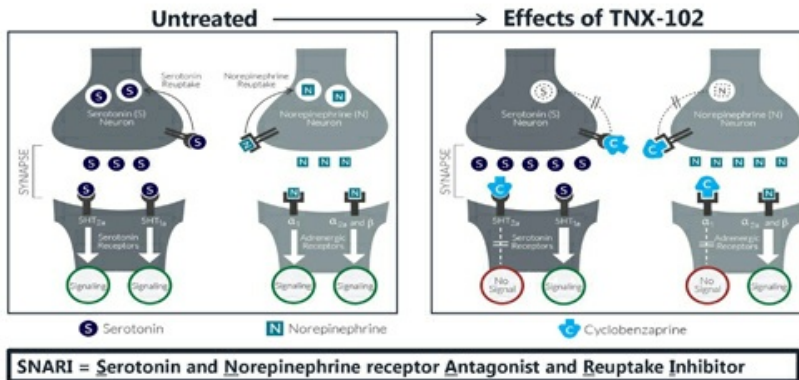 Untreated
Effects of TNX-102
Serotonin
Reuptake
Serotonin (S)
Neuron
Norepinephrine
Reuptake
Norepinephrine (N)
Neuron
SYNAPSE
S S S
N N N
5HT2a
5HT1a
Serotonin
Receptors
α1
α2a and β
Adrenergic
Receptors
Signaling
Signaling
Signaling
Signaling
S
N
Serotonin (S)
Neuron
Norepinephrine (N)
Neuron
C
C
SYNAPSE
S S S S S
N N N N N
C
S
C
N
5HT2a
5HT1a
Serotonin
Receptors
α1
α2a and β
Adrenergic
Receptors
No
Signal
Signaling
No
Signal
Signaling
S Serotonin
N Norepinephrine
C Cyclobenzaprine
SNARI = Serotonin and Norepinephrine receptor Antagonist and Reuptake Inhibitor